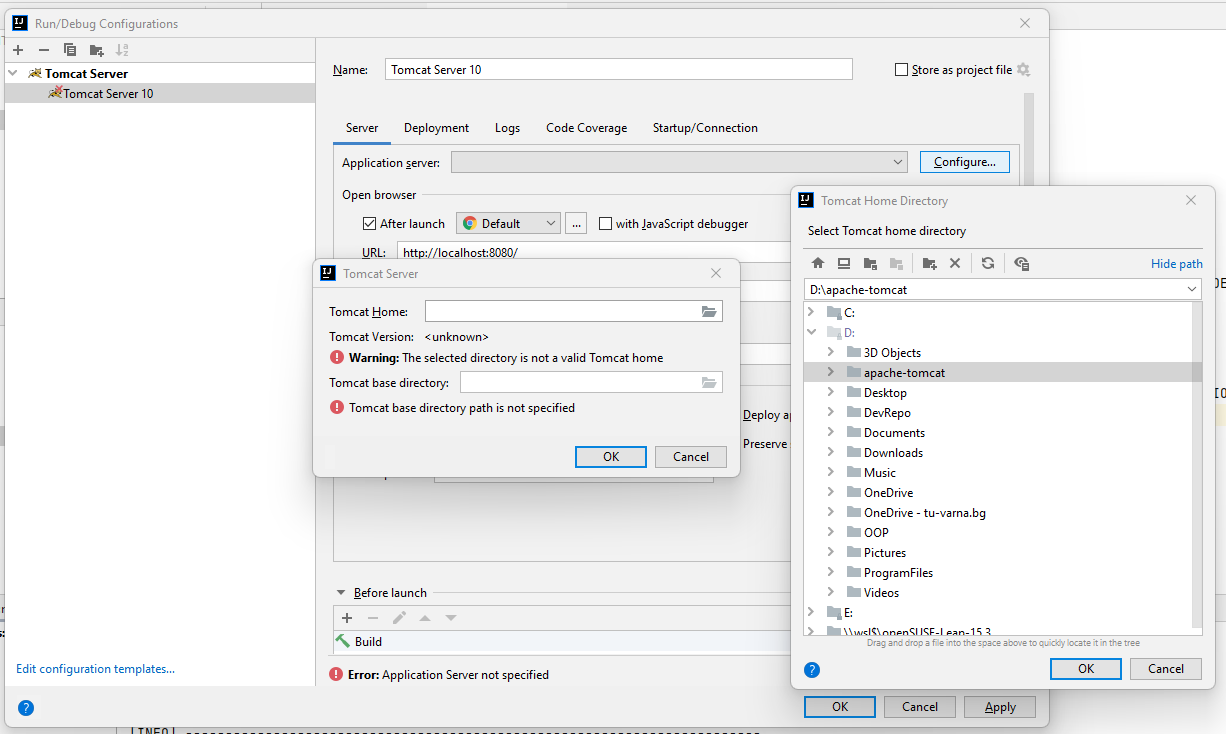 Run/Debug Configurations
Tomcat Server
Tomcat Server 10
Edit configuration templates...
Name: Tomcat Server 10 Store as project file
Server Deployment Logs Code Coverage Startup/Connection
Application server: Configure...
Open browser
After launch Default ... with JavaScript debugger
URL: http://localhost:8080/
Tomcat Server
Tomcat Home:
Tomcat Version: <unknown>
Warning: The selected directory is not a valid Tomcat home
Tomcat base directory:
Tomcat base directory path is not specified
OK Cancel
Deploy ap
Preserve
Before launch
Build
Error: Application Server not specified
OK Cancel Apply
Tomcat Home Directory
Select Tomcat home directory
Hide path
D:\apache-tomcat
C:
D:
3D Objects
apache-tomcat
Desktop
DevRepo
Documents
Downloads
Music
OneDrive
OneDrive - tu-varna.bg
OOP
Pictures
ProgramFiles
Videos
E:
\\wsl$\openSUSE-Leap-15.3
Drag and drop a file into the space above to quickly locate it in the tree
OK Cancel
[INFO] ------------------------------------------------------------------------